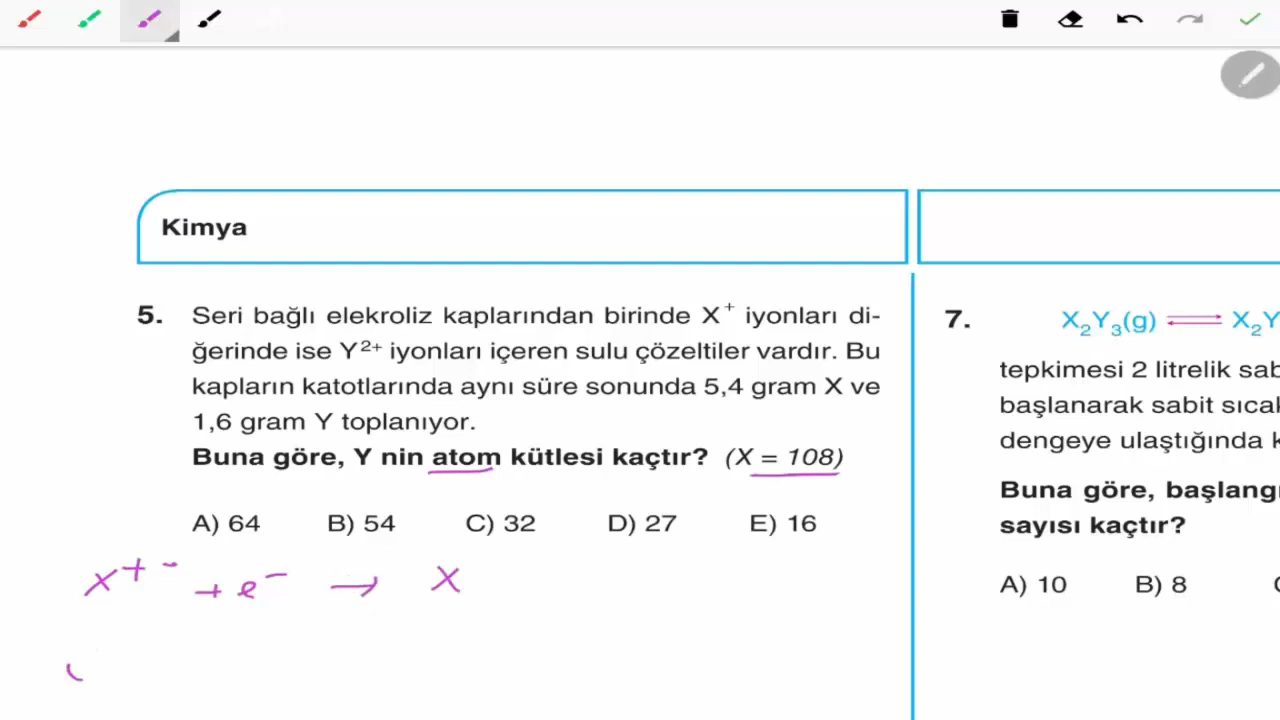 Kimya
5. Seri bağlı elekroliz kaplarından birinde X⁺ iyonları di-
ğerinde ise Y²⁺ iyonları içeren sulu çözeltiler vardır. Bu
kapların katotlarında aynı süre sonunda 5,4 gram X ve
1,6 gram Y toplanıyor.
Buna göre, Y nin atom kütlesi kaçtır? (X = 108)
A) 64 B) 54 C) 32 D) 27 E) 16
X⁺ + e⁻ → X
7. X₂Y₃(g) ⇌ X₂Y
tepkimesi 2 litrelik sab
başlanarak sabit sıcak
dengeye ulaştığında k
Buna göre, başlangı
sayısı kaçtır?
A) 10 B) 8